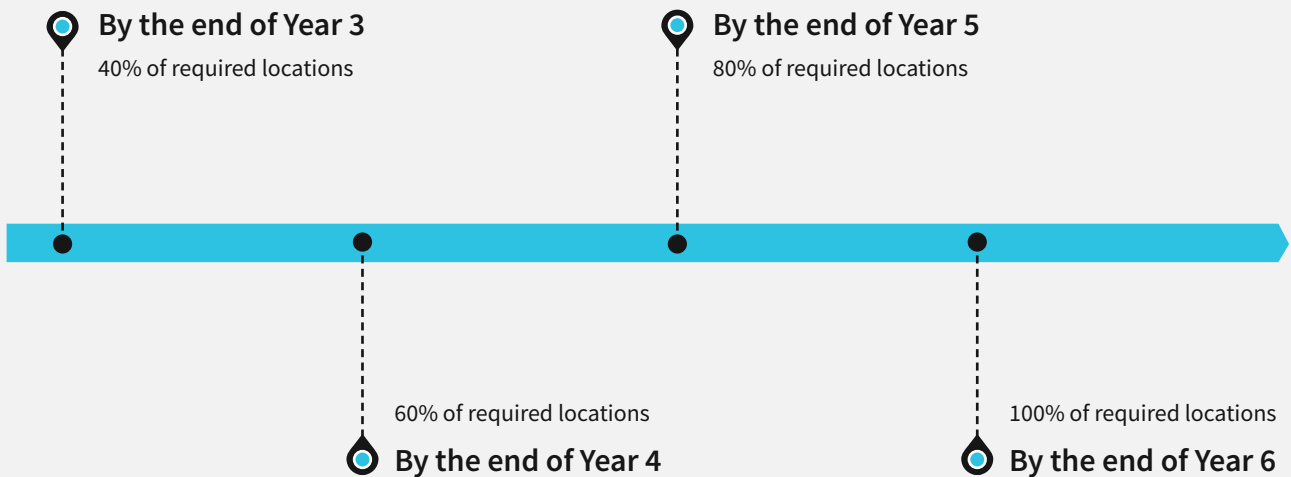 By the end of Year 3
40% of required locations
By the end of Year 5
80% of required locations
60% of required locations
By the end of Year 4
100% of required locations
By the end of Year 6